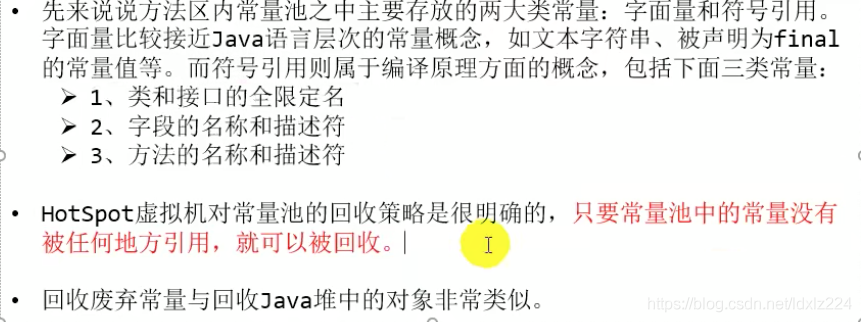 • 先来说说方法区内常量池之中主要存放的两大类常量：字面量和符号引用。
字面量比较接近Java语言层次的常量概念，如文本字符串、被声明为final
的常量值等。而符号引用则属于编译原理方面的概念，包括下面三类常量：
➢ 1、类和接口的全限定名
➢ 2、字段的名称和描述符
➢ 3、方法的名称和描述符
• HotSpot虚拟机对常量池的回收策略是很明确的，只要常量池中的常量没有
被任何地方引用，就可以被回收。
• 回收废弃常量与回收Java堆中的对象非常类似。
https://blog.csdn.net/ldxlz224